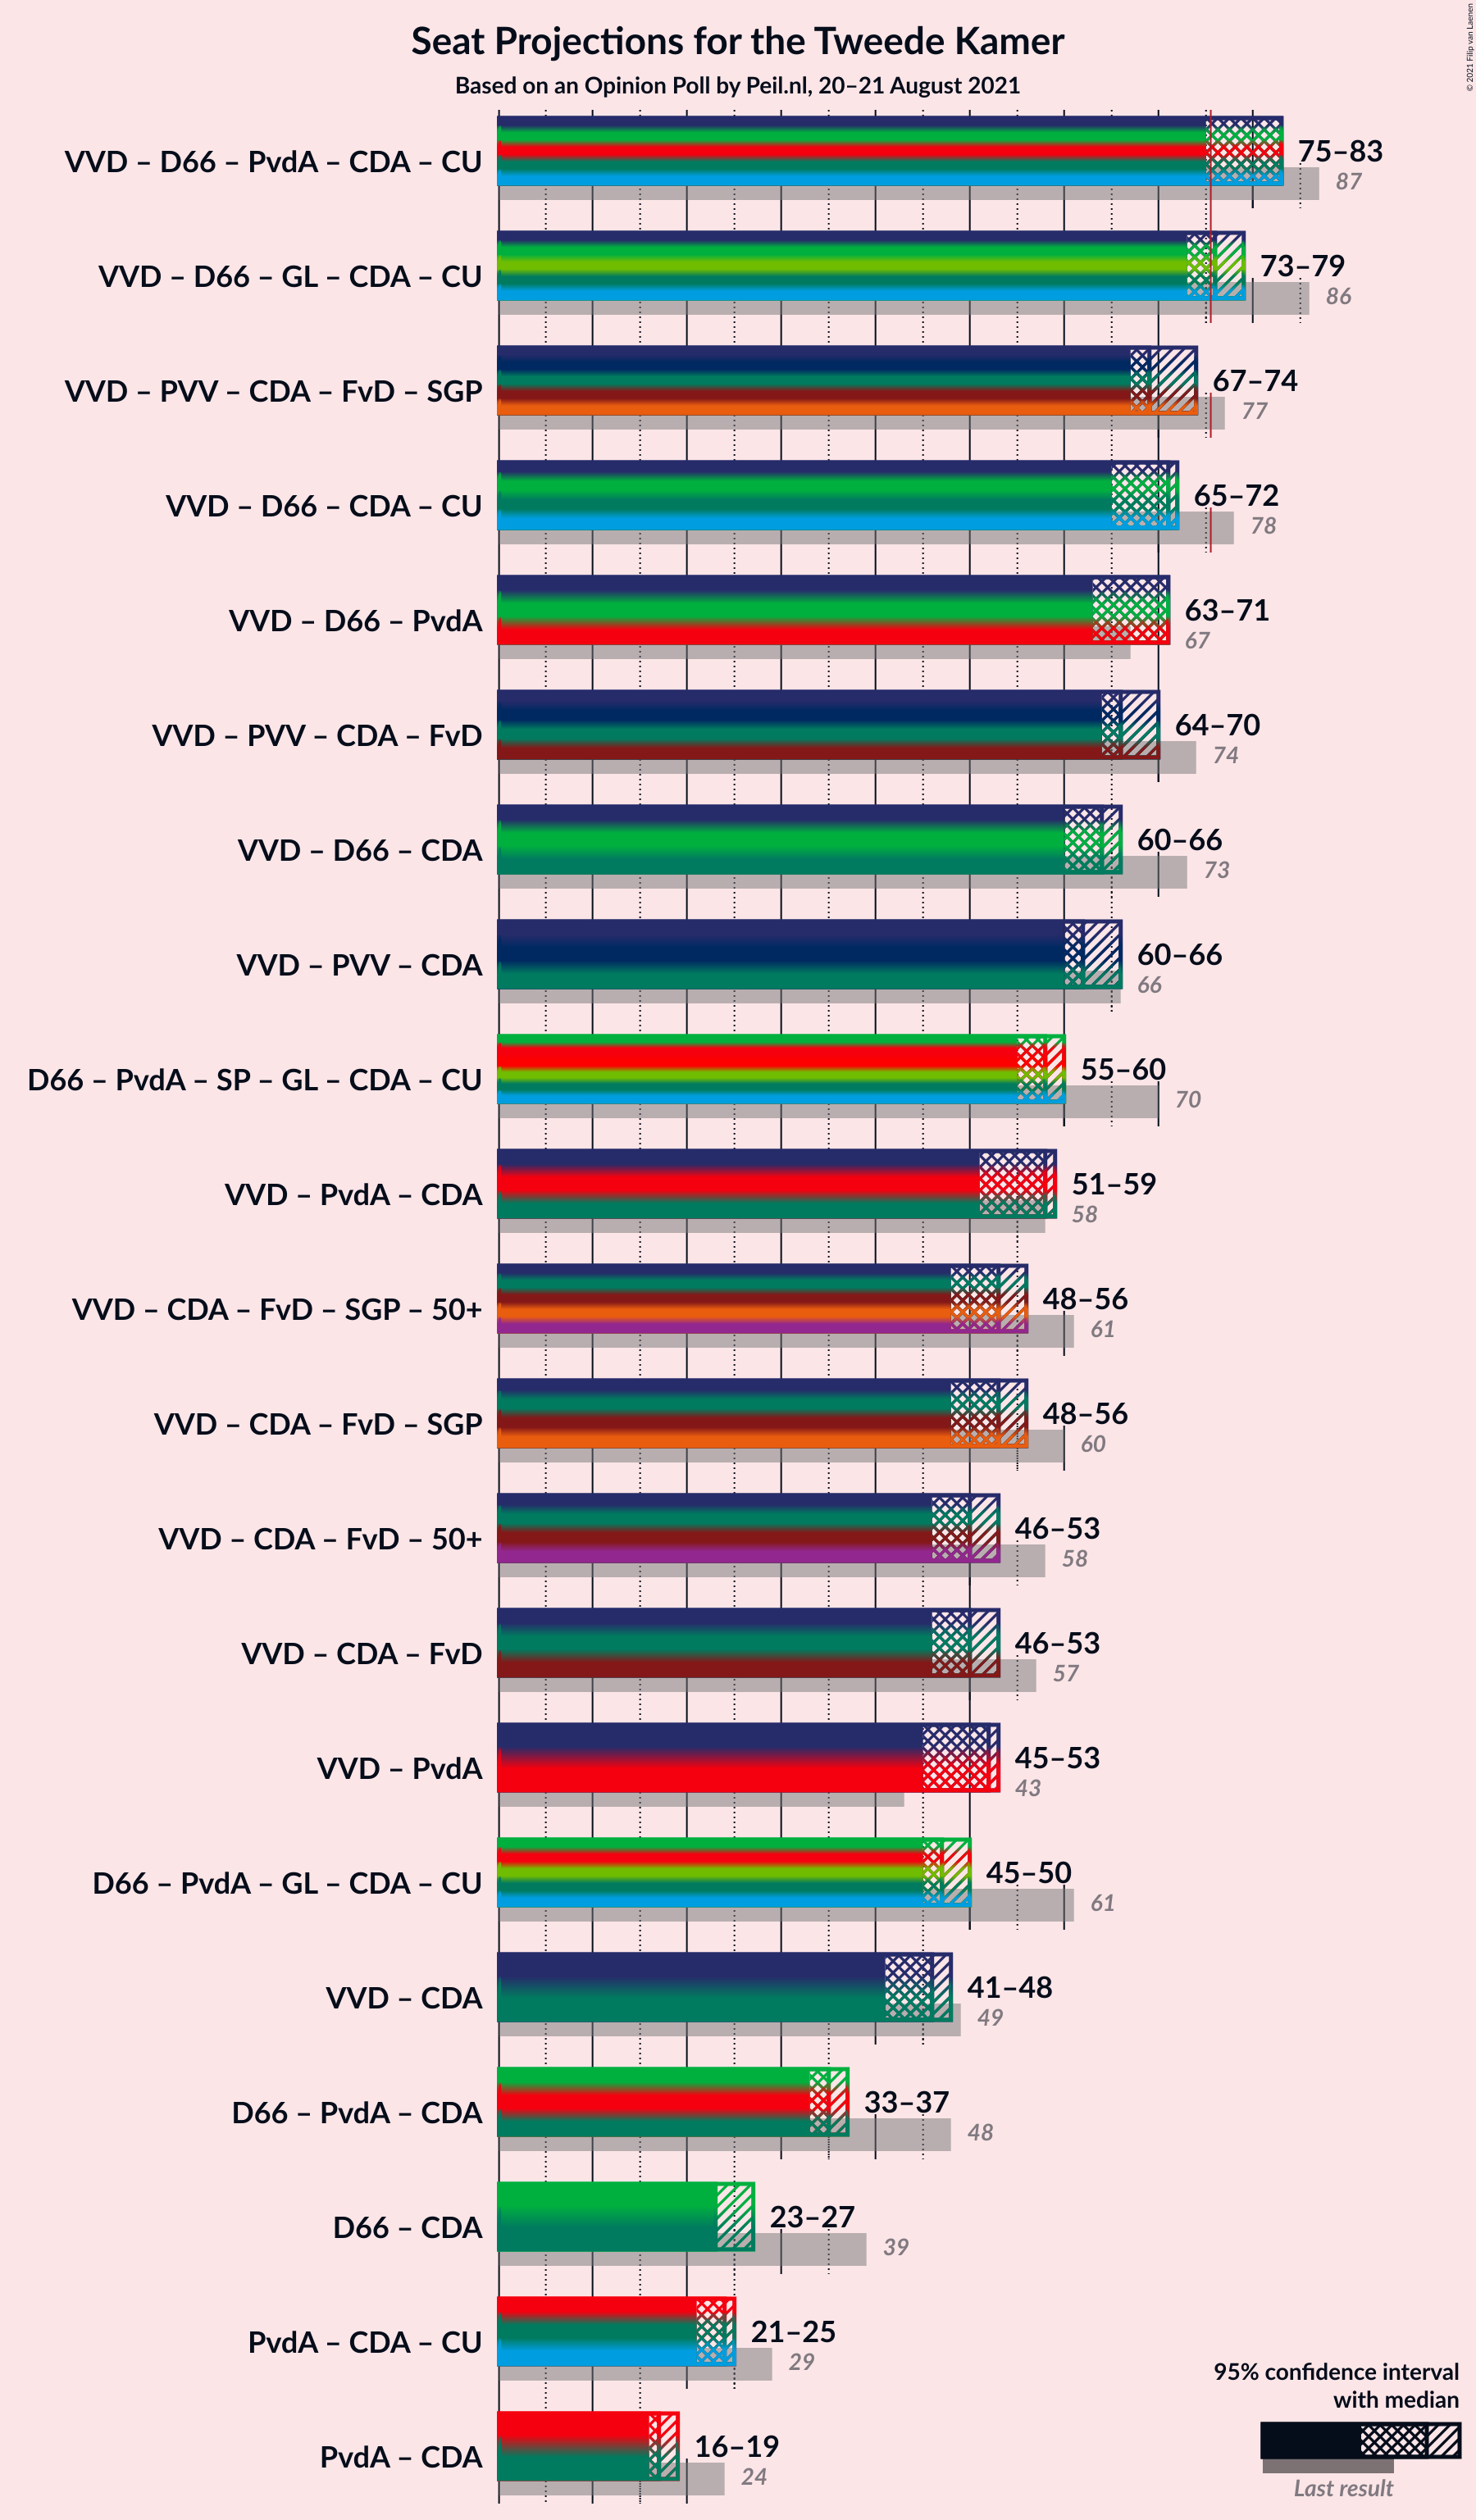 Seat Projections for the Tweede Kamer
Based on an Opinion Poll by Peil.nl, 20–21 August 2021
© 2021 Filip van Laenen
VVD – D66 – PvdA – CDA – CU
75–83
87
VVD – D66 – GL – CDA – CU
73–79
86
VVD – PVV – CDA – FvD – SGP
67–74
77
VVD – D66 – CDA – CU
65–72
78
VVD – D66 – PvdA
63–71
67
VVD – PVV – CDA – FvD
64–70
74
VVD – D66 – CDA
60–66
73
VVD – PVV – CDA
60–66
66
D66 – PvdA – SP – GL – CDA – CU
55–60
70
VVD – PvdA – CDA
51–59
58
VVD – CDA – FvD – SGP – 50+
48–56
61
VVD – CDA – FvD – SGP
48–56
60
VVD – CDA – FvD – 50+
46–53
58
VVD – CDA – FvD
46–53
57
VVD – PvdA
45–53
43
D66 – PvdA – GL – CDA – CU
45–50
61
VVD – CDA
41–48
49
D66 – PvdA – CDA
33–37
48
D66 – CDA
23–27
39
PvdA – CDA – CU
21–25
29
PvdA – CDA
16–19
24
95% confidence interval
with median
Last result